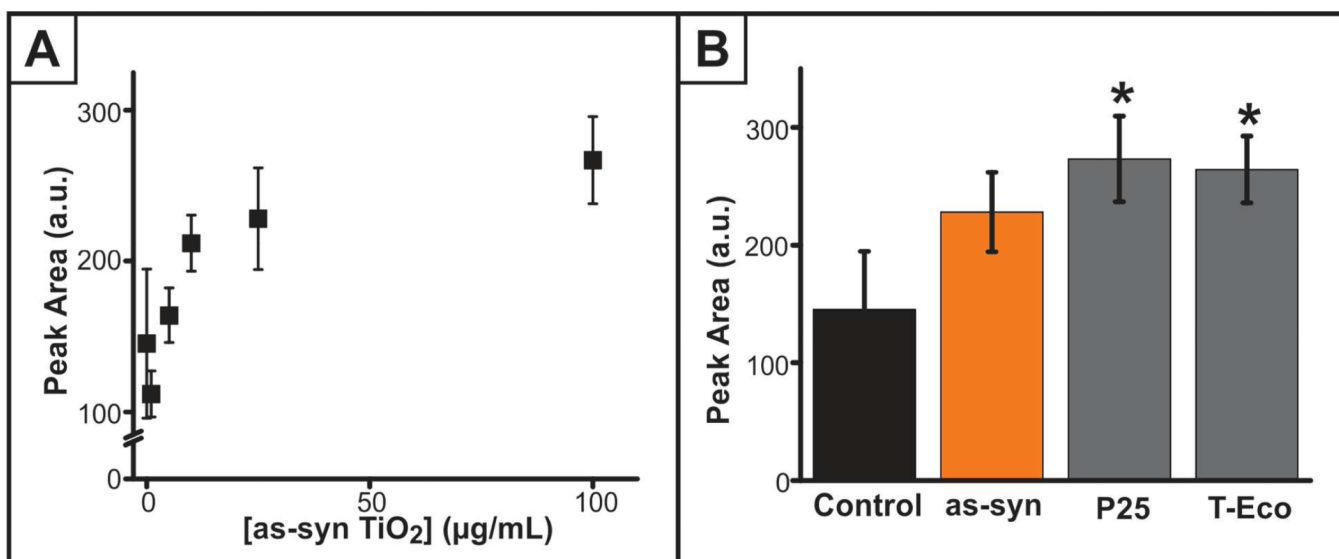 A
Peak Area (a.u.)
300
200
100
0
0 50 100
[as-syn TiO₂] (μg/mL)
B
Peak Area (a.u.)
300
200
100
0
* *
Control as-syn P25 T-Eco